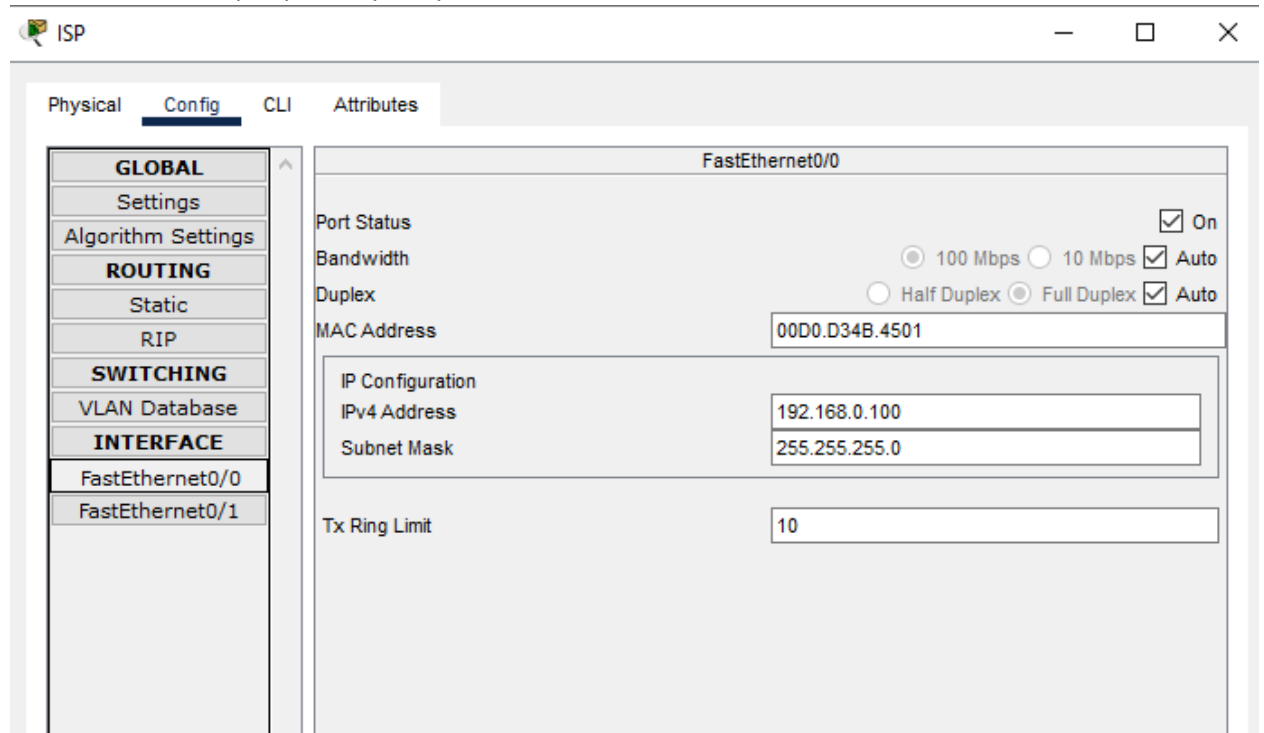 ISP
Physical Config CLI Attributes
GLOBAL
Settings
Algorithm Settings
ROUTING
Static
RIP
SWITCHING
VLAN Database
INTERFACE
FastEthernet0/0
FastEthernet0/1
FastEthernet0/0
Port Status On
Bandwidth 100 Mbps 10 Mbps Auto
Duplex Half Duplex Full Duplex Auto
MAC Address 00D0.D34B.4501
IP Configuration
IPv4 Address 192.168.0.100
Subnet Mask 255.255.255.0
Tx Ring Limit 10